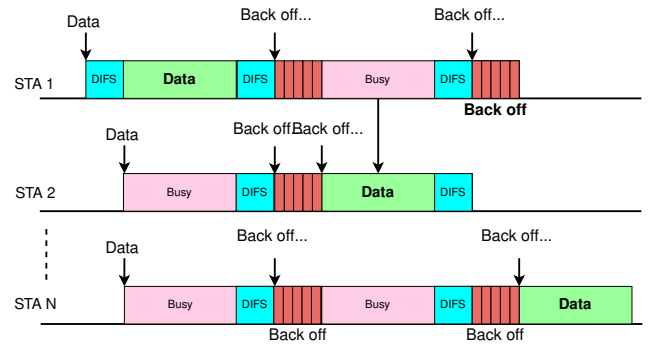 Data Back off... Back off...
STA 1 DIFS Data DIFS Busy DIFS
Back off
Data Back off... Back off...
STA 2 Busy DIFS Data DIFS
Data Back off... Back off...
STA N Busy DIFS Busy DIFS Data
Back off Back off